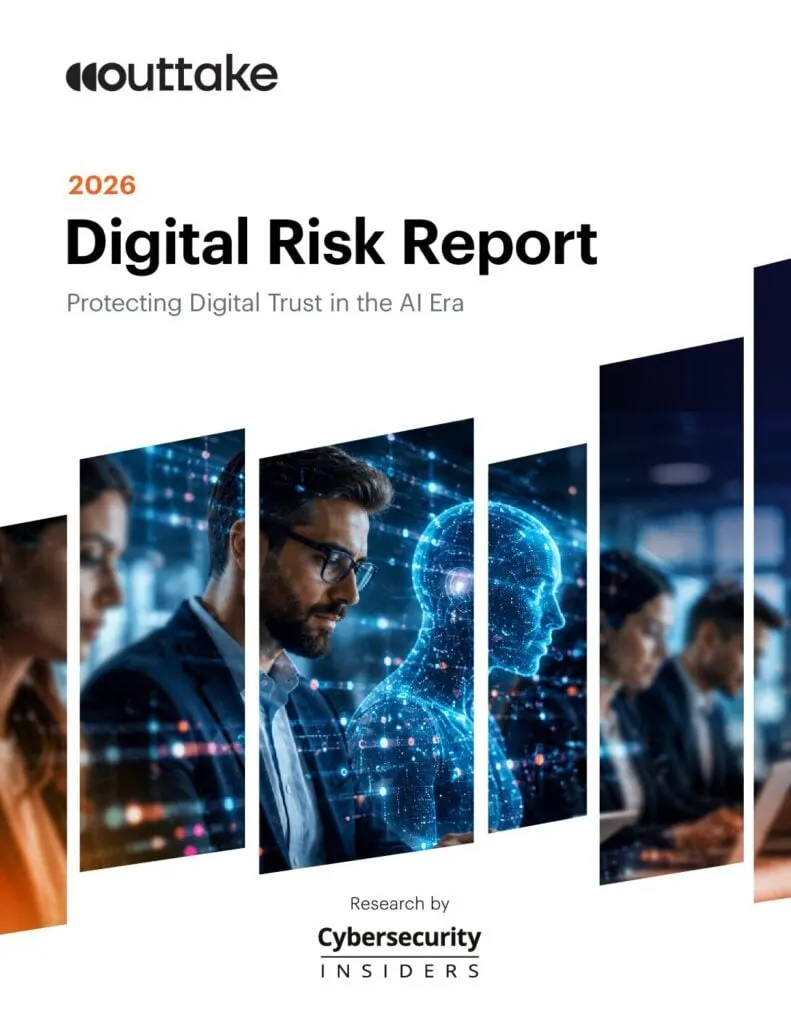 outtake
2026
Digital Risk Report
Protecting Digital Trust in the AI Era
Research by
Cybersecurity
INSIDERS